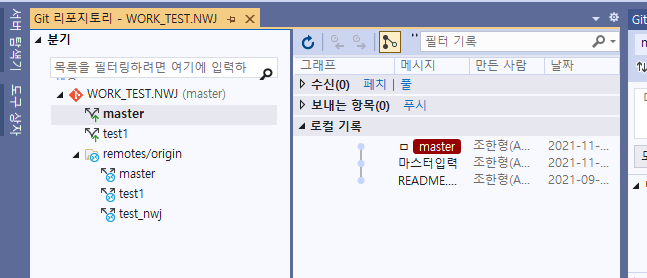 서버 탐색기
도구 상자
Git 리포지토리 - WORK_TEST.NWJ
분기
목록을 필터링하려면 여기에 입력하
WORK_TEST.NWJ (master)
master
test1
remotes/origin
master
test1
test_nwj
필터 기록
그래프 메시지 만든 사람 날짜
수신(0) 페치 | 풀
보내는 항목(0) 푸시
로컬 기록
ㅁ master 조한형(A... 2021-11-...
마스터입력 조한형(A... 2021-11-...
README.... 조한형(A... 2021-09-...
Git